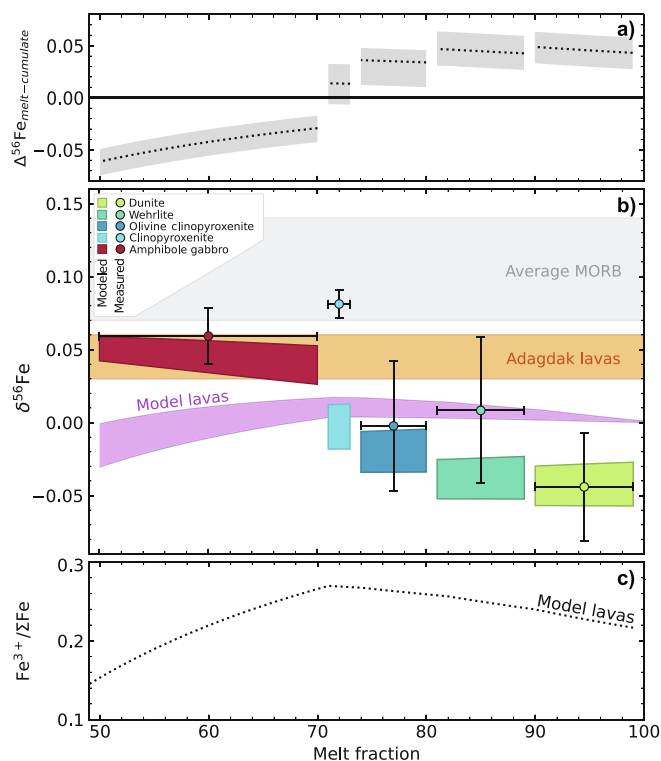 a)
0.05
0.00
−0.05
Δ⁵⁶Fe melt−cumulate
b)
0.15
0.10
0.05
0.00
−0.05
δ⁵⁶Fe
Dunite
Wehrlite
Olivine clinopyroxenite
Clinopyroxenite
Amphibole gabbro
Modeled
Measured
Average MORB
Adagdak lavas
Model lavas
c)
0.3
0.2
0.1
Fe³⁺/ΣFe
Model lavas
50 60 70 80 90 100
Melt fraction